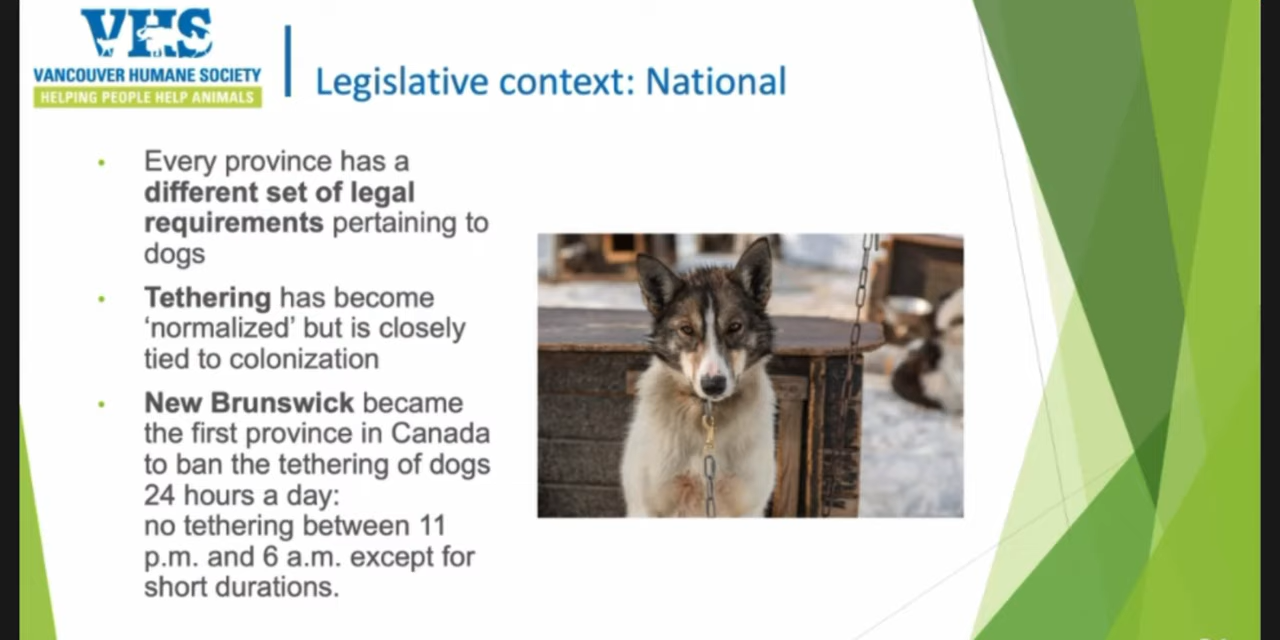 VHS
VANCOUVER HUMANE SOCIETY
HELPING PEOPLE HELP ANIMALS
Legislative context: National
• Every province has a
different set of legal
requirements pertaining to
dogs
• Tethering has become
‘normalized’ but is closely
tied to colonization
• New Brunswick became
the first province in Canada
to ban the tethering of dogs
24 hours a day:
no tethering between 11
p.m. and 6 a.m. except for
short durations.